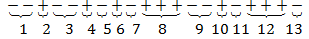 − − + − − + − + − + + + − − + − + + + −
1 2 3 4 5 6 7 8 9 10 11 12 13